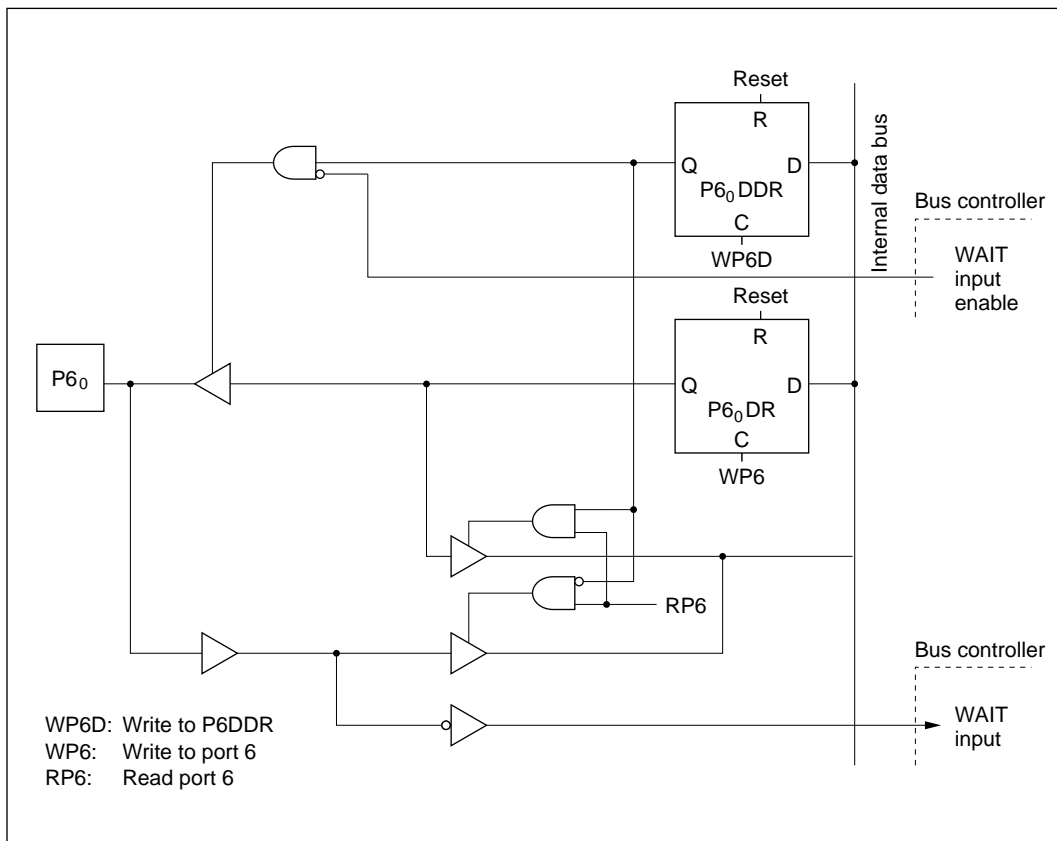 Reset
R
Q
D
P6₀DDR
C
WP6D
Internal data bus
Bus controller
WAIT
input
enable
Reset
R
P6₀
Q
D
P6₀DR
C
WP6
RP6
Bus controller
WAIT
input
WP6D: Write to P6DDR
WP6: Write to port 6
RP6: Read port 6